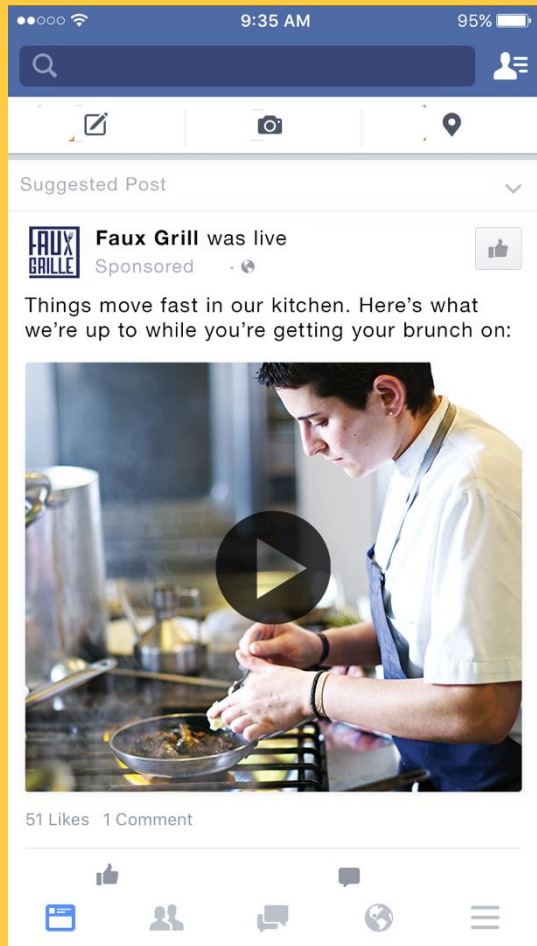 9:35 AM 95%
Suggested Post
FAUX
GRILLE
Faux Grill was live
Sponsored ·
Things move fast in our kitchen. Here's what
we're up to while you're getting your brunch on:
51 Likes 1 Comment